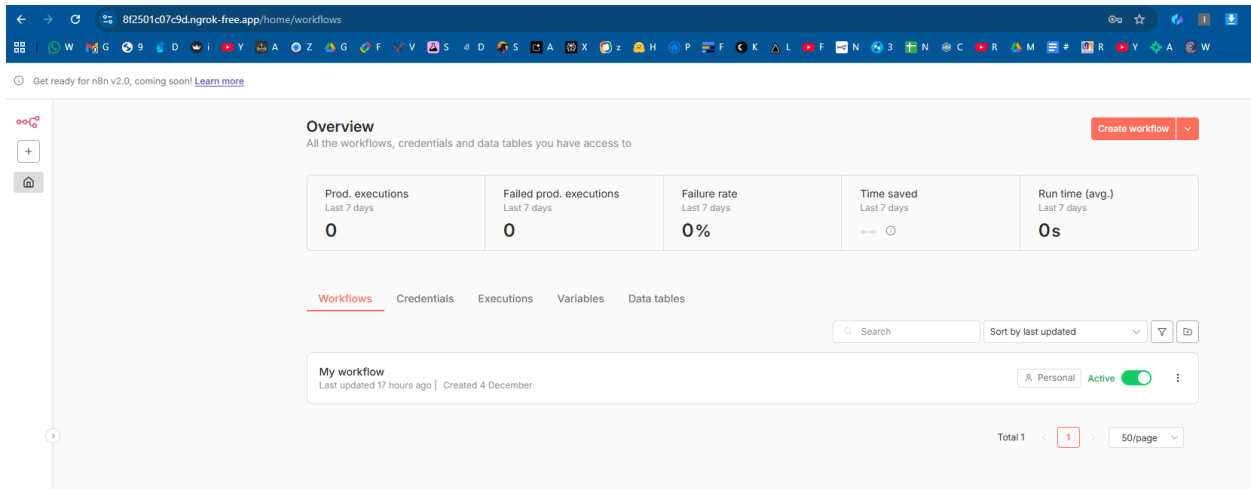 8f2501c07c9d.ngrok-free.app/home/workflows
W G 9 D i Y A Z G F V S D S A X z H P F K L F N 3 N C R M # R Y A W
Get ready for n8n v2.0, coming soon! Learn more
Overview
Create workflow
All the workflows, credentials and data tables you have access to
Prod. executions Failed prod. executions Failure rate Time saved Run time (avg.)
Last 7 days Last 7 days Last 7 days Last 7 days Last 7 days
0 0 0% -- 0s
Workflows Credentials Executions Variables Data tables
Search Sort by last updated
My workflow
Last updated 17 hours ago | Created 4 December
Personal Active
Total 1 1 50/page